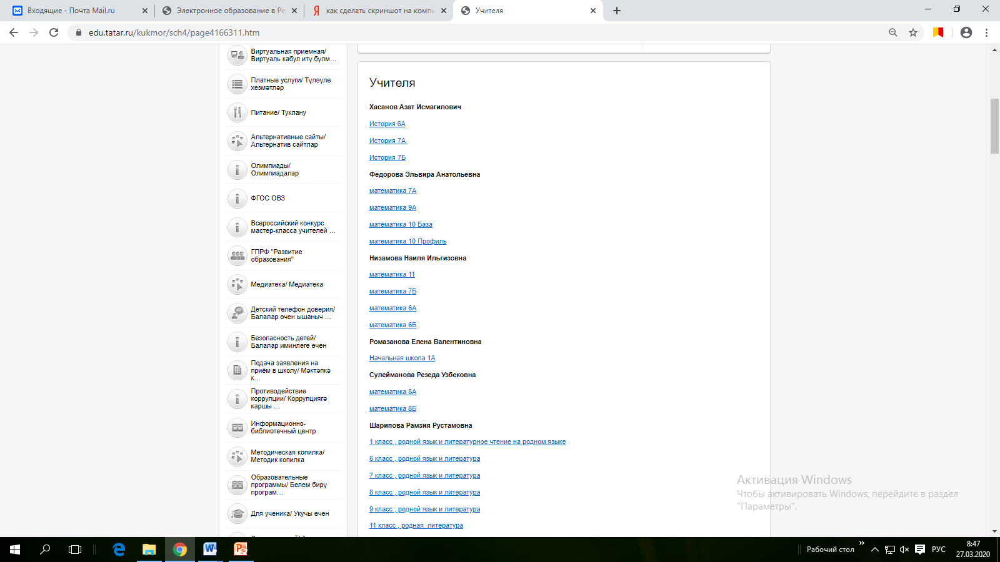 Входящие - Почта Mail.ru
Электронное образование в Ре
как сделать скриншот на компь
Учителя
edu.tatar.ru/kukmor/sch4/page4166311.htm
Виртуальная приемная/
Виртуаль кабул итү бүлм…
Платные услуги/ Түләүле
хезмәтләр
Питание/ Туклану
Альтернативные сайты/
Альтернатив сайтлар
Олимпиады/
Олимпиадалар
ФГОС ОВЗ
Всероссийский конкурс
мастер-класса учителей …
ГПРФ "Развитие
образования"
Медиатека/ Медиатека
Детский телефон доверия/
Балалар өчен ышаныч …
Безопасность детей/
Балалар иминлеге өчен
Подача заявления на
приём в школу/ Мәктәпкә
к…
Противодействие
коррупции/ Коррупциягә
каршы …
Информационно-
библиотечный центр
Методическая копилка/
Методик копилка
Образовательные
программы/ Белем бирү
програм…
Для ученика/ Укучы өчен
Учителя
Хасанов Азат Исмагилович
История 6А
История 7А
История 7Б
Федорова Эльвира Анатольевна
математика 7А
математика 9А
математика 10 База
математика 10 Профиль
Низамова Наиля Ильгизовна
математика 11
математика 7Б
математика 6А
математика 6Б
Ромазанова Елена Валентиновна
Начальная школа 1А
Сулейманова Резеда Узбековна
математика 8А
математика 8Б
Шарипова Рамзия Рустамовна
1 класс , родной язык и литературное чтение на родном языке
6 класс , родной язык и литература
7 класс , родной язык и литература
8 класс , родной язык и литература
9 класс , родной язык и литература
11 класс , родная  литература
Активация Windows
Чтобы активировать Windows, перейдите в раздел
"Параметры".
Рабочий стол
РУС
8:47
27.03.2020